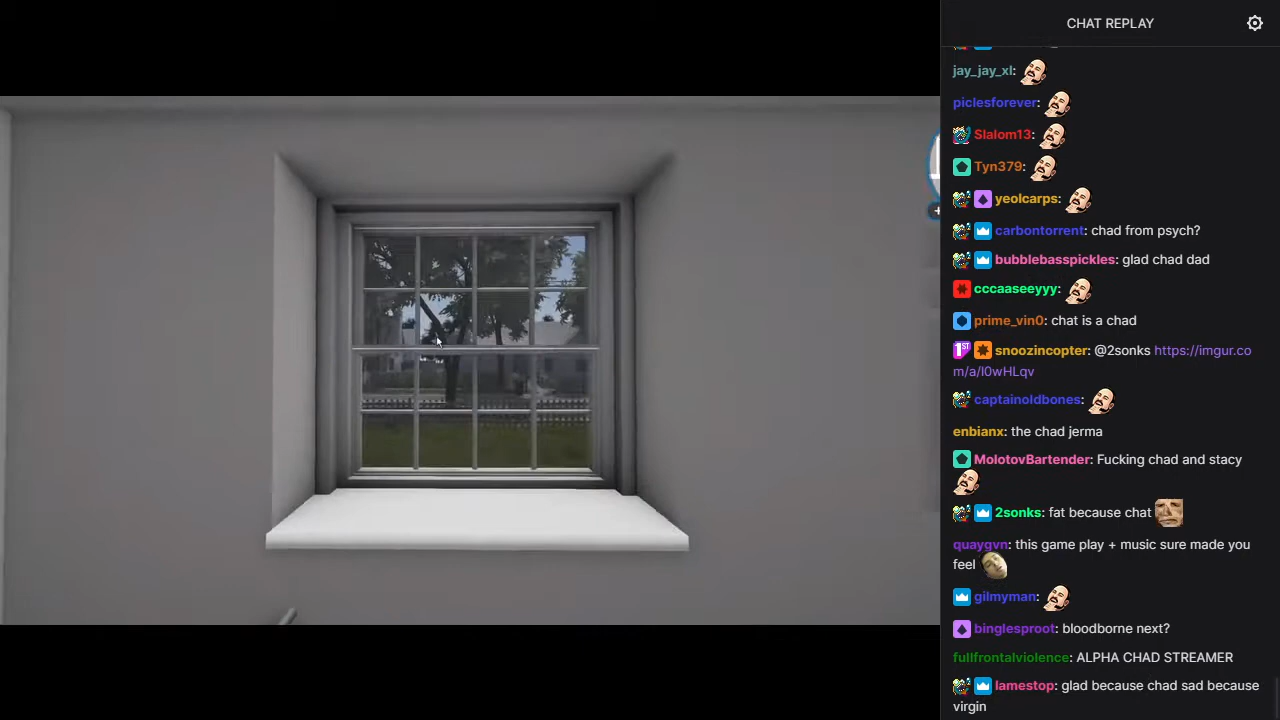 CHAT REPLAY
jay_jay_xl:
piclesforever:
Slalom13:
Tyn379:
yeolcarps:
carbontorrent: chad from psych?
bubblebasspickles: glad chad dad
cccaaseeyyy:
prime_vin0: chat is a chad
1ST snoozincopter: @2sonks https://imgur.co
m/a/l0wHLqv
captainoldbones:
enbianx: the chad jerma
MolotovBartender: Fucking chad and stacy
2sonks: fat because chat
quaygvn: this game play + music sure made you
feel
gilmyman:
binglesproot: bloodborne next?
fullfrontalviolence: ALPHA CHAD STREAMER
lamestop: glad because chad sad because
virgin